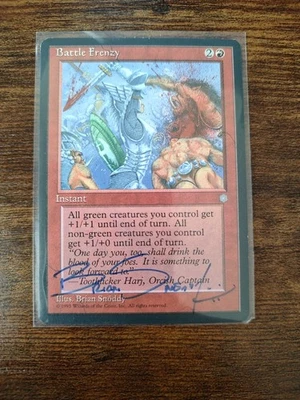 Battle Frenzy 2
Instant
All green creatures you control get
+1/+1 until end of turn. All
non-green creatures you control
get +1/+0 until end of turn.
"One day you, too, shall drink the
blood of your foes. It is something to
look forward to."
—Toothlicker Harj, Orcish Captain
Illus. Brian Snoddy